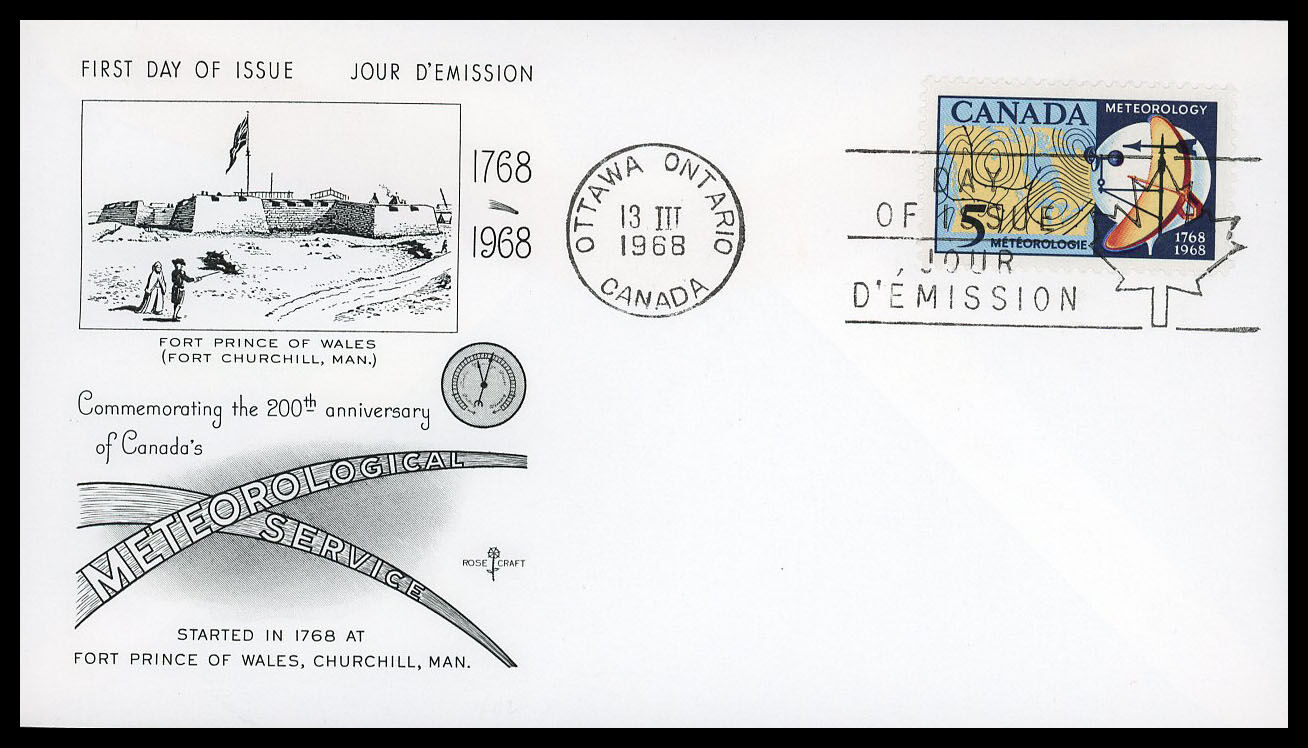 FIRST DAY OF ISSUE JOUR D'EMISSION
1768
1968
FORT PRINCE OF WALES
(FORT CHURCHILL, MAN.)
Commemorating the 200th anniversary
of Canada's
METEOROLOGICAL
SERVICE
ROSE CRAFT
STARTED IN 1768 AT
FORT PRINCE OF WALES, CHURCHILL, MAN.
OTTAWA ONTARIO
13 III
1968
CANADA
CANADA
METEOROLOGY
5
MÉTÉOROLOGIE
1768
1968
DAY
OF ISSUE
JOUR
D'ÉMISSION